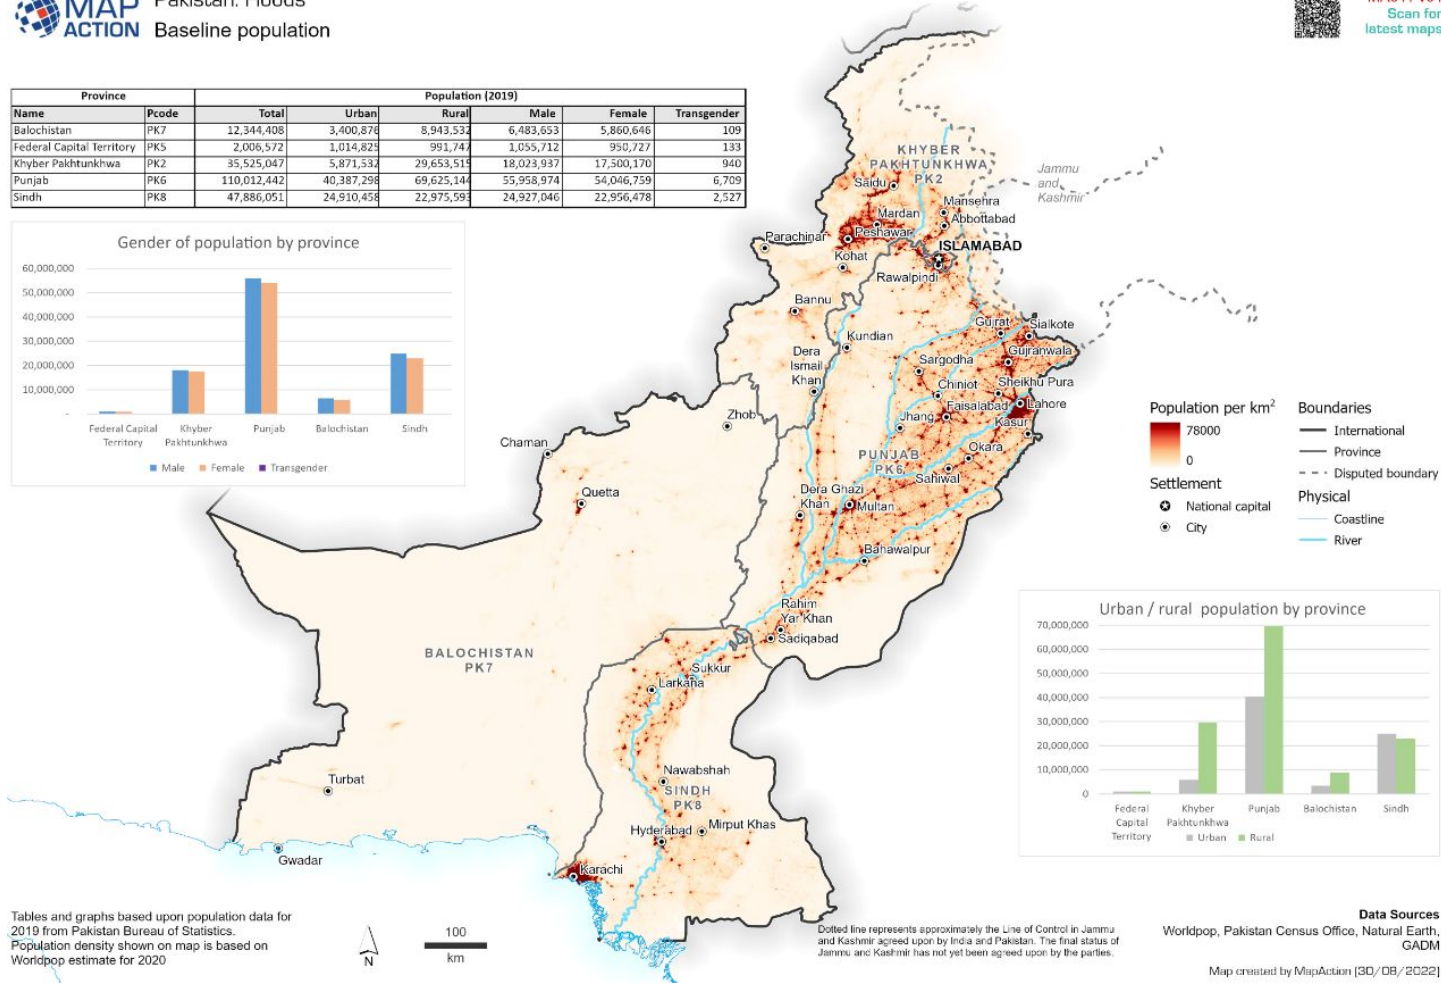 MAP
ACTION
Pakistan: Floods
Baseline population
Scan for
latest maps
Province Population (2019)
Name Pcode Total Urban Rural Male Female Transgender
Balochistan PK7 12,344,408 3,400,876 8,943,532 6,483,653 5,860,646 109
Federal Capital Territory PK5 2,006,572 1,014,825 991,747 1,055,712 950,727 133
Khyber Pakhtunkhwa PK2 35,525,047 5,871,532 29,653,515 18,023,937 17,500,170 940
Punjab PK6 110,012,442 40,387,298 69,625,144 55,958,974 54,046,759 6,709
Sindh PK8 47,886,051 24,910,458 22,975,593 24,927,046 22,956,478 2,527
Gender of population by province
60,000,000
50,000,000
40,000,000
30,000,000
20,000,000
10,000,000
-
Federal Capital
Territory
Khyber
Pakhtunkhwa
Punjab
Balochistan
Sindh
Male Female Transgender
KHYBER
PAKHTUNKHWA
PK2
Jammu
and
Kashmir
Saidu
Mansehra
Mardan
Abbottabad
Parachinar
Peshawar
ISLAMABAD
Kohat
Rawalpindi
Bannu
Gujrat
Sialkote
Kundian
Dera
Ismail
Khan
Gujranwala
Sargodha
Chiniot
Sheikhu Pura
Zhob
Jhang
Faisalabad
Lahore
Kasur
Chaman
PUNJAB
PK6
Okara
Sahiwal
Quetta
Dera Ghazi
Khan
Multan
Bahawalpur
Rahim
Yar Khan
Sadiqabad
BALOCHISTAN
PK7
Sukkur
Larkana
Turbat
Nawabshah
SINDH
PK8
Hyderabad
Mirput Khas
Gwadar
Karachi
Population per km²
78000
0
Settlement
National capital
City
Boundaries
International
Province
Disputed boundary
Physical
Coastline
River
Urban / rural population by province
70,000,000
60,000,000
50,000,000
40,000,000
30,000,000
20,000,000
10,000,000
0
Federal
Capital
Territory
Khyber
Pakhtunkhwa
Punjab
Balochistan
Sindh
Urban Rural
Tables and graphs based upon population data for
2019 from Pakistan Bureau of Statistics.
Population density shown on map is based on
Worldpop estimate for 2020
N
100
km
Dotted line represents approximately the Line of Control in Jammu
and Kashmir agreed upon by India and Pakistan. The final status of
Jammu and Kashmir has not yet been agreed upon by the parties.
Data Sources
Worldpop, Pakistan Census Office, Natural Earth,
GADM
Map created by MapAction [30/08/2022]